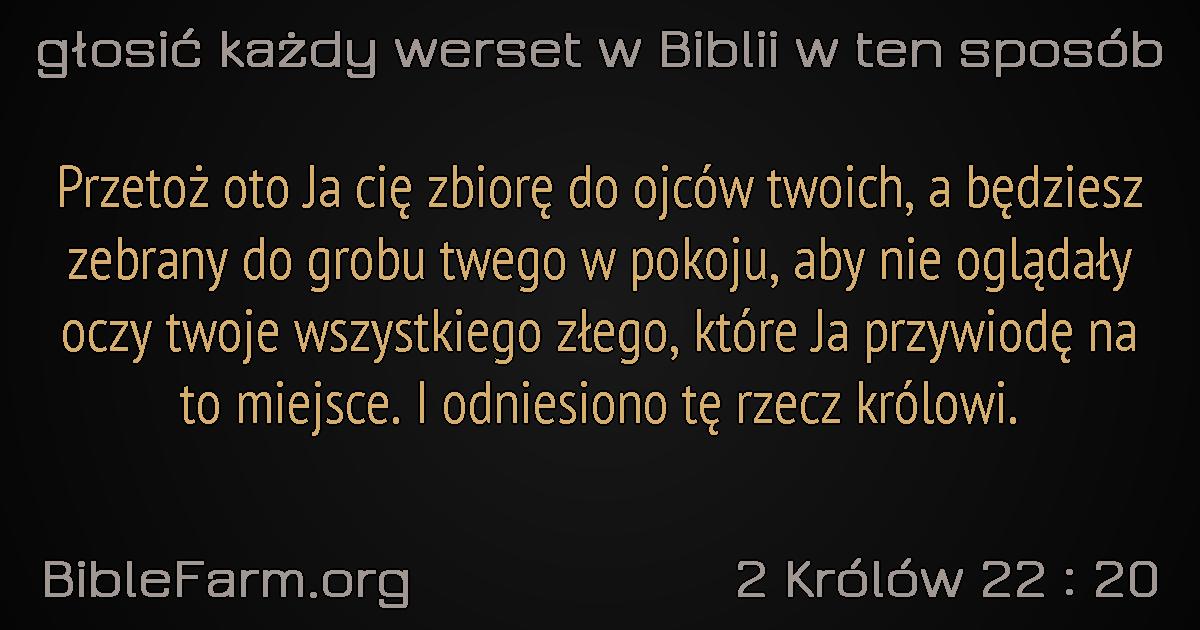 głosić każdy werset w Biblii w ten sposób
Przetoż oto Ja cię zbiorę do ojców twoich, a będziesz
zebrany do grobu twego w pokoju, aby nie oglądały
oczy twoje wszystkiego złego, które Ja przywiodę na
to miejsce. I odniesiono tę rzecz królowi.
BibleFarm.org
2 Królów 22 : 20